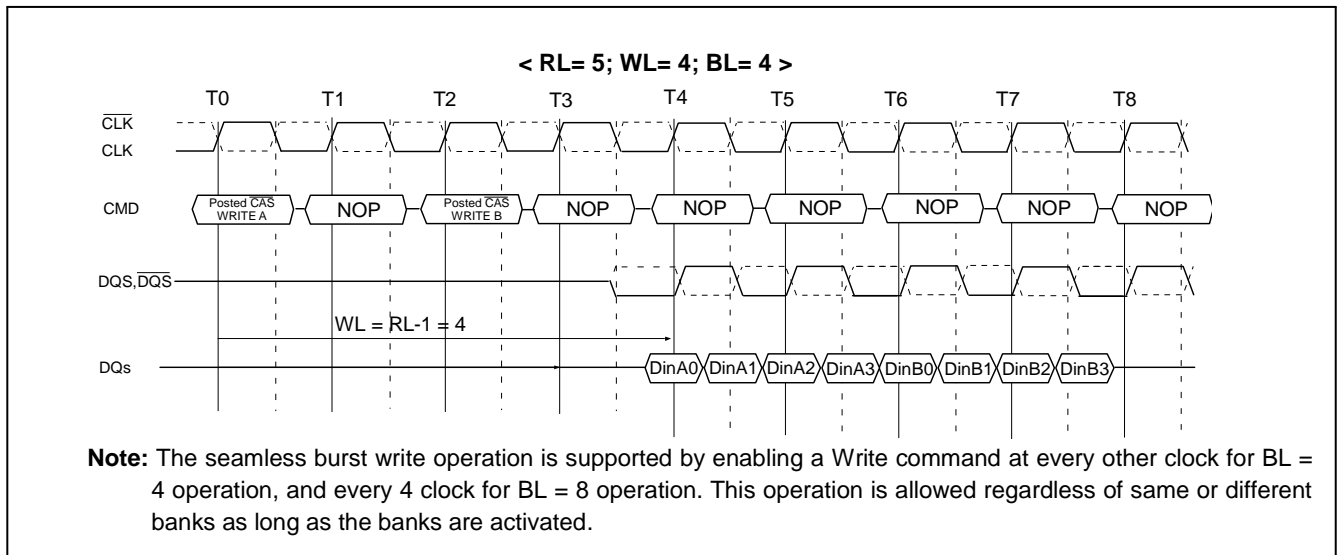 < RL= 5; WL= 4; BL= 4 >
T0 T1 T2 T3 T4 T5 T6 T7 T8
CLK
CLK
CMD Posted CAS WRITE A NOP Posted CAS WRITE B NOP NOP NOP NOP NOP NOP
DQS,DQS
WL = RL-1 = 4
DQs DinA0 DinA1 DinA2 DinA3 DinB0 DinB1 DinB2 DinB3
Note: The seamless burst write operation is supported by enabling a Write command at every other clock for BL =
4 operation, and every 4 clock for BL = 8 operation. This operation is allowed regardless of same or different
banks as long as the banks are activated.